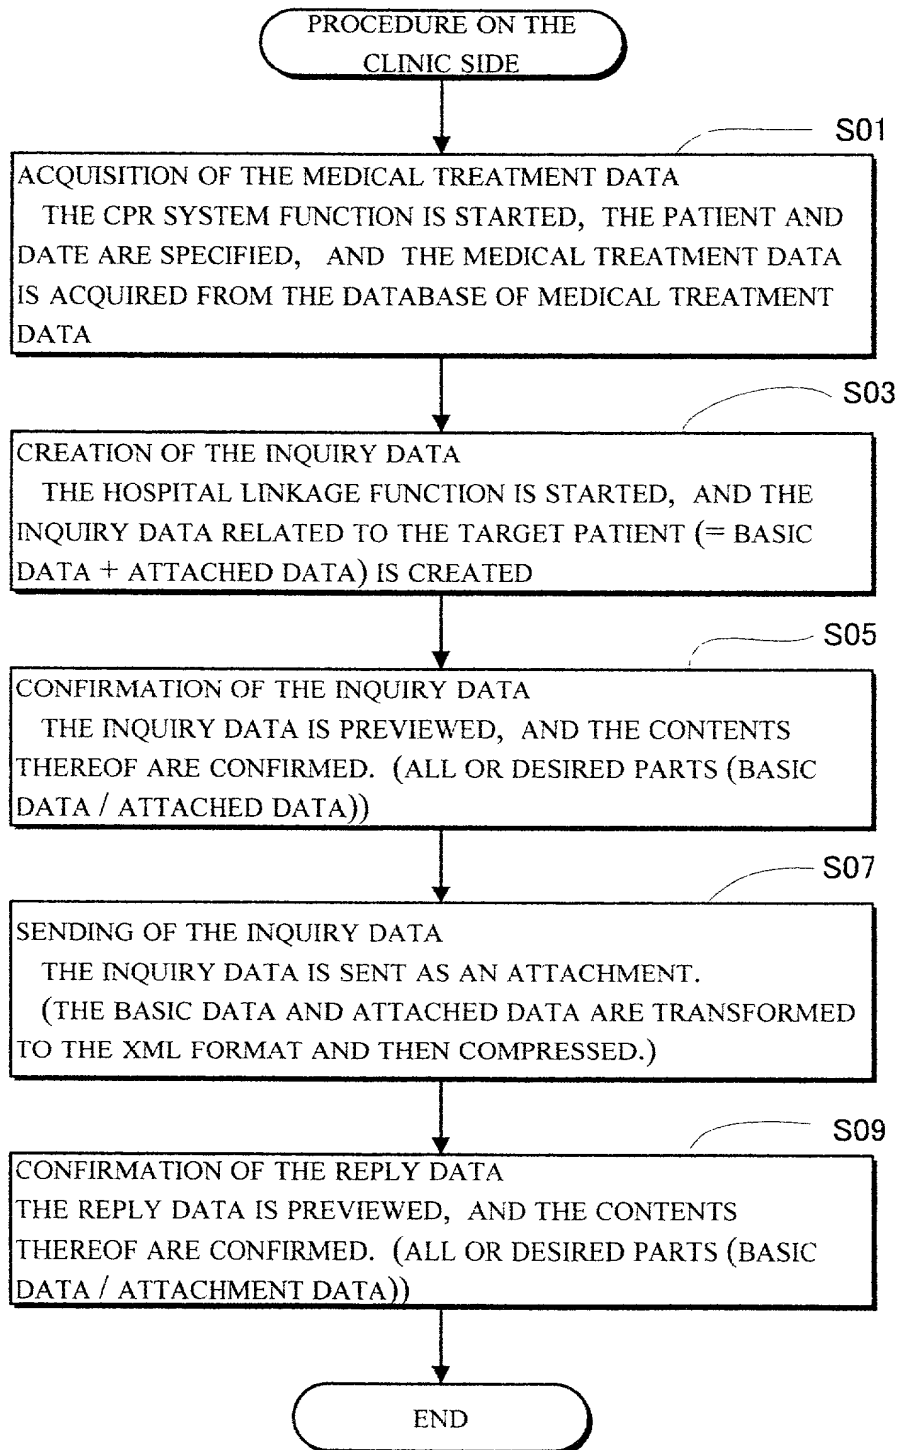 PROCEDURE ON THE
CLINIC SIDE
S01
ACQUISITION OF THE MEDICAL TREATMENT DATA
THE CPR SYSTEM FUNCTION IS STARTED, THE PATIENT AND
DATE ARE SPECIFIED, AND THE MEDICAL TREATMENT DATA
IS ACQUIRED FROM THE DATABASE OF MEDICAL TREATMENT
DATA
S03
CREATION OF THE INQUIRY DATA
THE HOSPITAL LINKAGE FUNCTION IS STARTED, AND THE
INQUIRY DATA RELATED TO THE TARGET PATIENT (= BASIC
DATA + ATTACHED DATA) IS CREATED
S05
CONFIRMATION OF THE INQUIRY DATA
THE INQUIRY DATA IS PREVIEWED, AND THE CONTENTS
THEREOF ARE CONFIRMED. (ALL OR DESIRED PARTS (BASIC
DATA / ATTACHED DATA))
S07
SENDING OF THE INQUIRY DATA
THE INQUIRY DATA IS SENT AS AN ATTACHMENT.
(THE BASIC DATA AND ATTACHED DATA ARE TRANSFORMED
TO THE XML FORMAT AND THEN COMPRESSED.)
S09
CONFIRMATION OF THE REPLY DATA
THE REPLY DATA IS PREVIEWED, AND THE CONTENTS
THEREOF ARE CONFIRMED. (ALL OR DESIRED PARTS (BASIC
DATA / ATTACHMENT DATA))
END